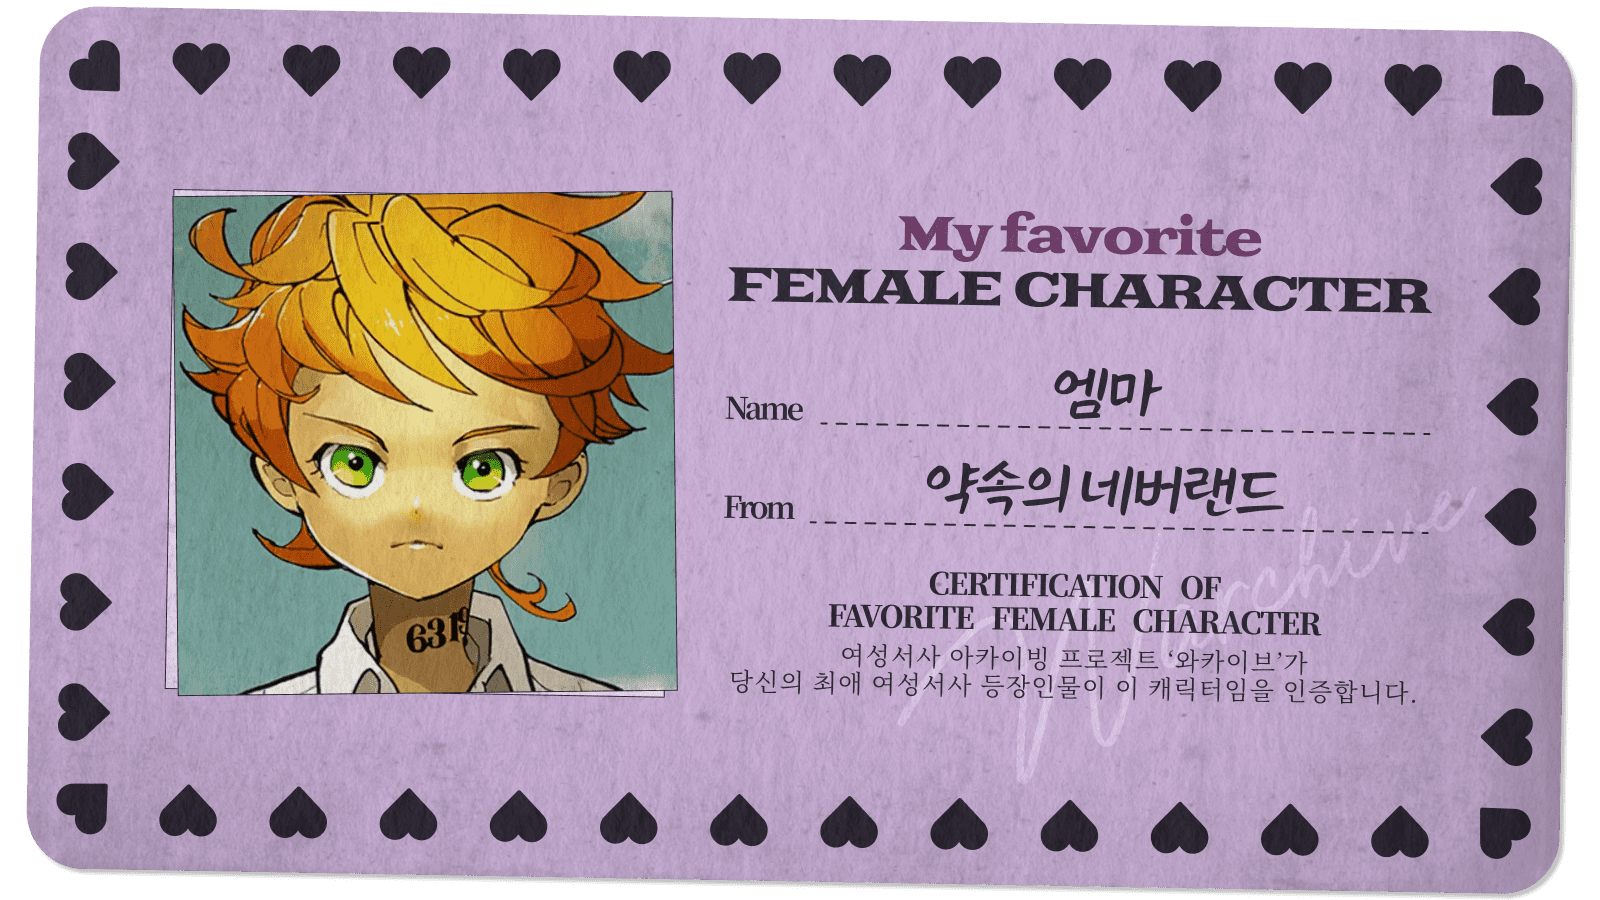 My favorite
FEMALE CHARACTER
Name 엠마
From 약속의 네버랜드
CERTIFICATION OF
FAVORITE FEMALE CHARACTER
여성서사 아카이빙 프로젝트 ‘와카이브’가
당신의 최애 여성서사 등장인물이 이 캐릭터임을 인증합니다.
Warchive
63194